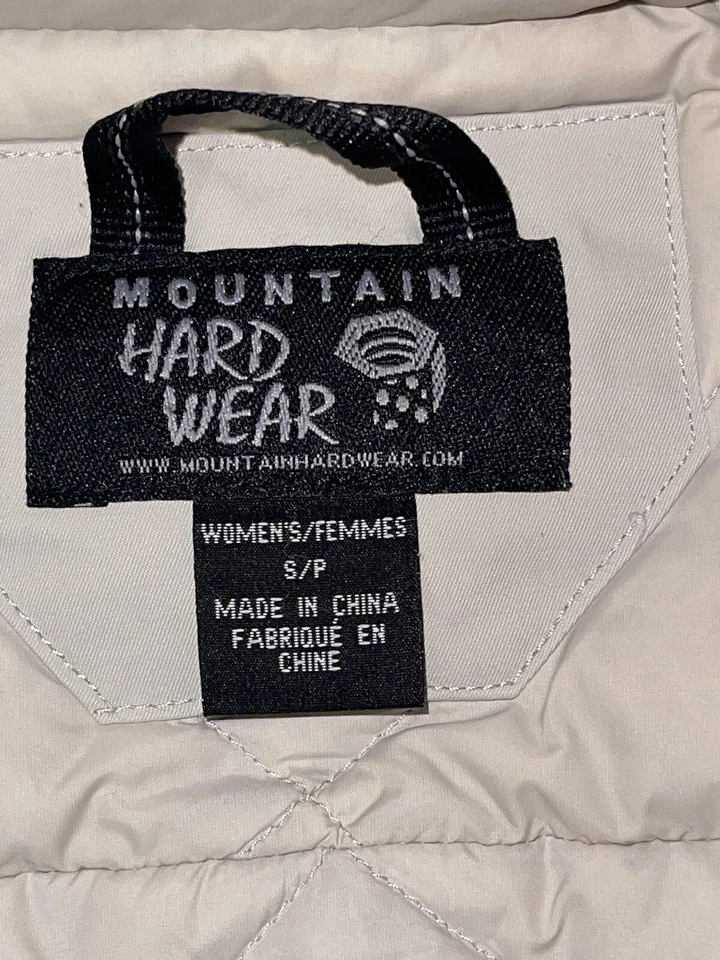 MOUNTAIN
HARD
WEAR
WWW.MOUNTAINHARDWEAR.COM
WOMEN'S/FEMMES
S/P
MADE IN CHINA
FABRIQUÉ EN
CHINE